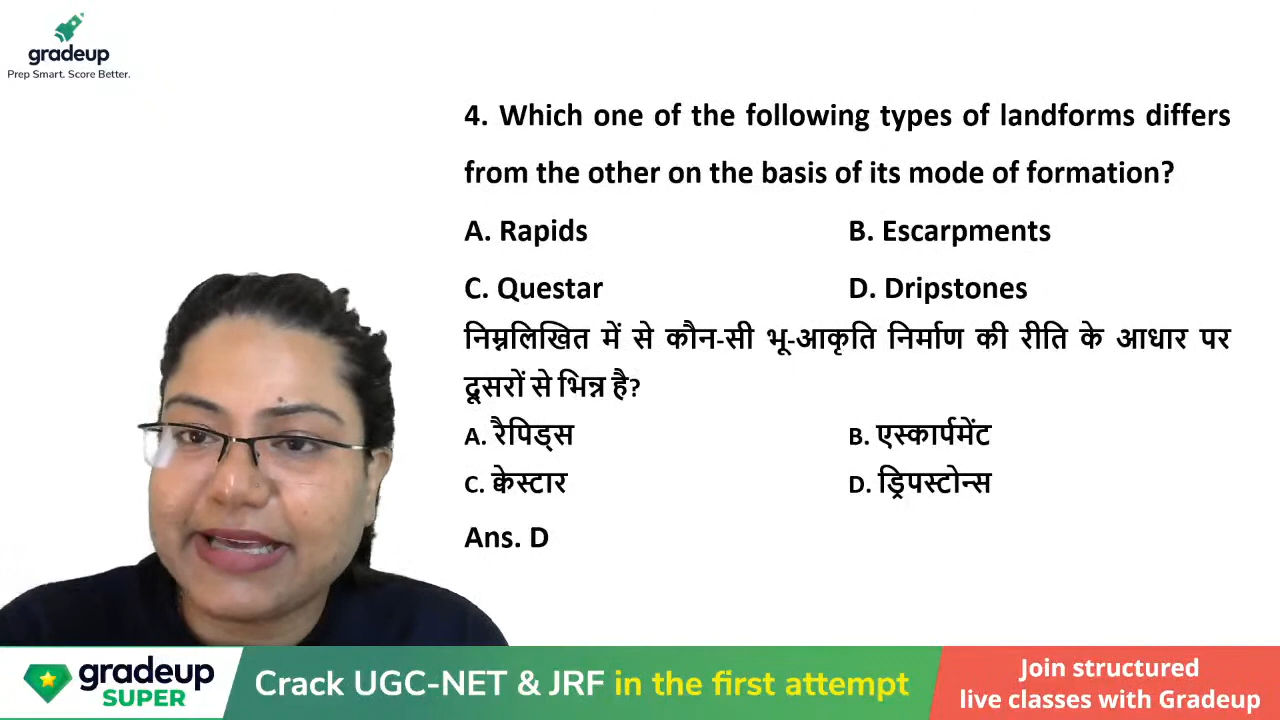 gradeup
Prep Smart. Score Better.
4. Which one of the following types of landforms differs
from the other on the basis of its mode of formation?
A. Rapids B. Escarpments
C. Questar D. Dripstones
निम्नलिखित में से कौन-सी भू-आकृति निर्माण की रीति के आधार पर
दूसरों से भिन्न है?
A. रैपिड्स B. एस्कार्पमेंट
C. क्वेस्टार D. ड्रिपस्टोन्स
Ans. D
gradeup
SUPER
Crack UGC-NET & JRF in the first attempt
Join structured
live classes with Gradeup